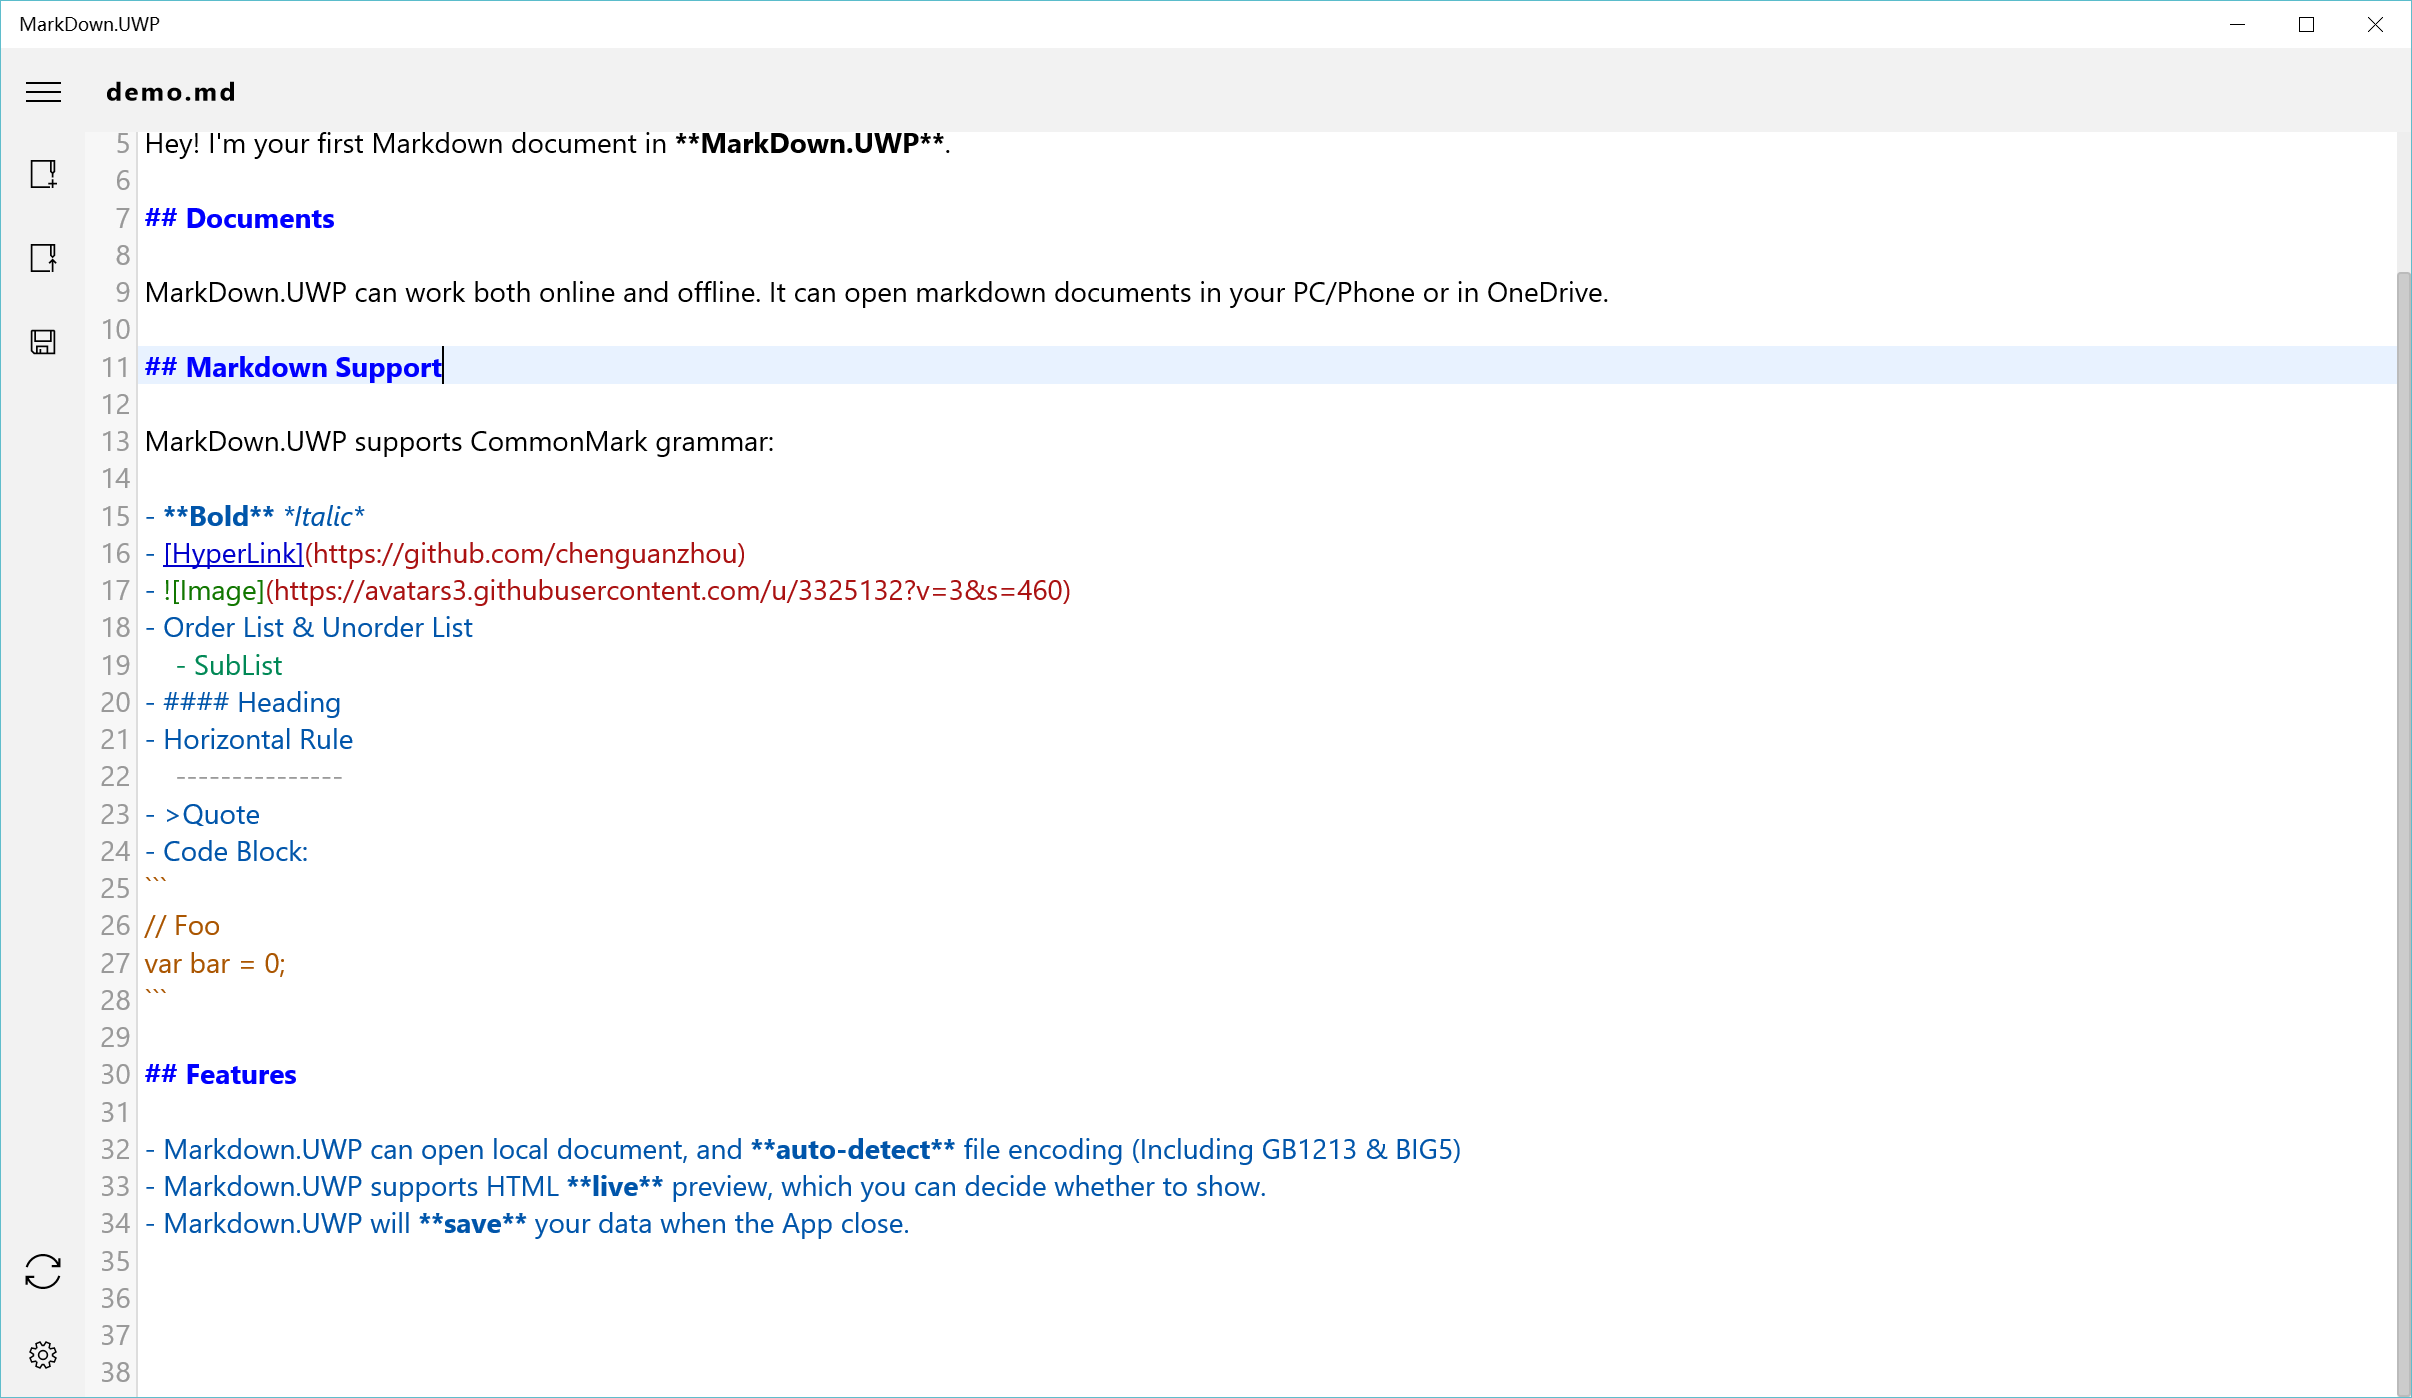 MarkDown.UWP
demo.md
5 Hey! I'm your first Markdown document in **MarkDown.UWP**.
6
7 ## Documents
8
9 MarkDown.UWP can work both online and offline. It can open markdown documents in your PC/Phone or in OneDrive.
10
11 ## Markdown Support
12
13 MarkDown.UWP supports CommonMark grammar:
14
15 - **Bold** *Italic*
16 - [HyperLink](https://github.com/chenguanzhou)
17 - ![Image](https://avatars3.githubusercontent.com/u/3325132?v=3&s=460)
18 - Order List & Unorder List
19     - SubList
20 - #### Heading
21 - Horizontal Rule
22     ---------------
23 - >Quote
24 - Code Block:
25 ```
26 // Foo
27 var bar = 0;
28 ```
29
30 ## Features
31
32 - Markdown.UWP can open local document, and **auto-detect** file encoding (Including GB1213 & BIG5)
33 - Markdown.UWP supports HTML **live** preview, which you can decide whether to show.
34 - Markdown.UWP will **save** your data when the App close.
35
36
37
38